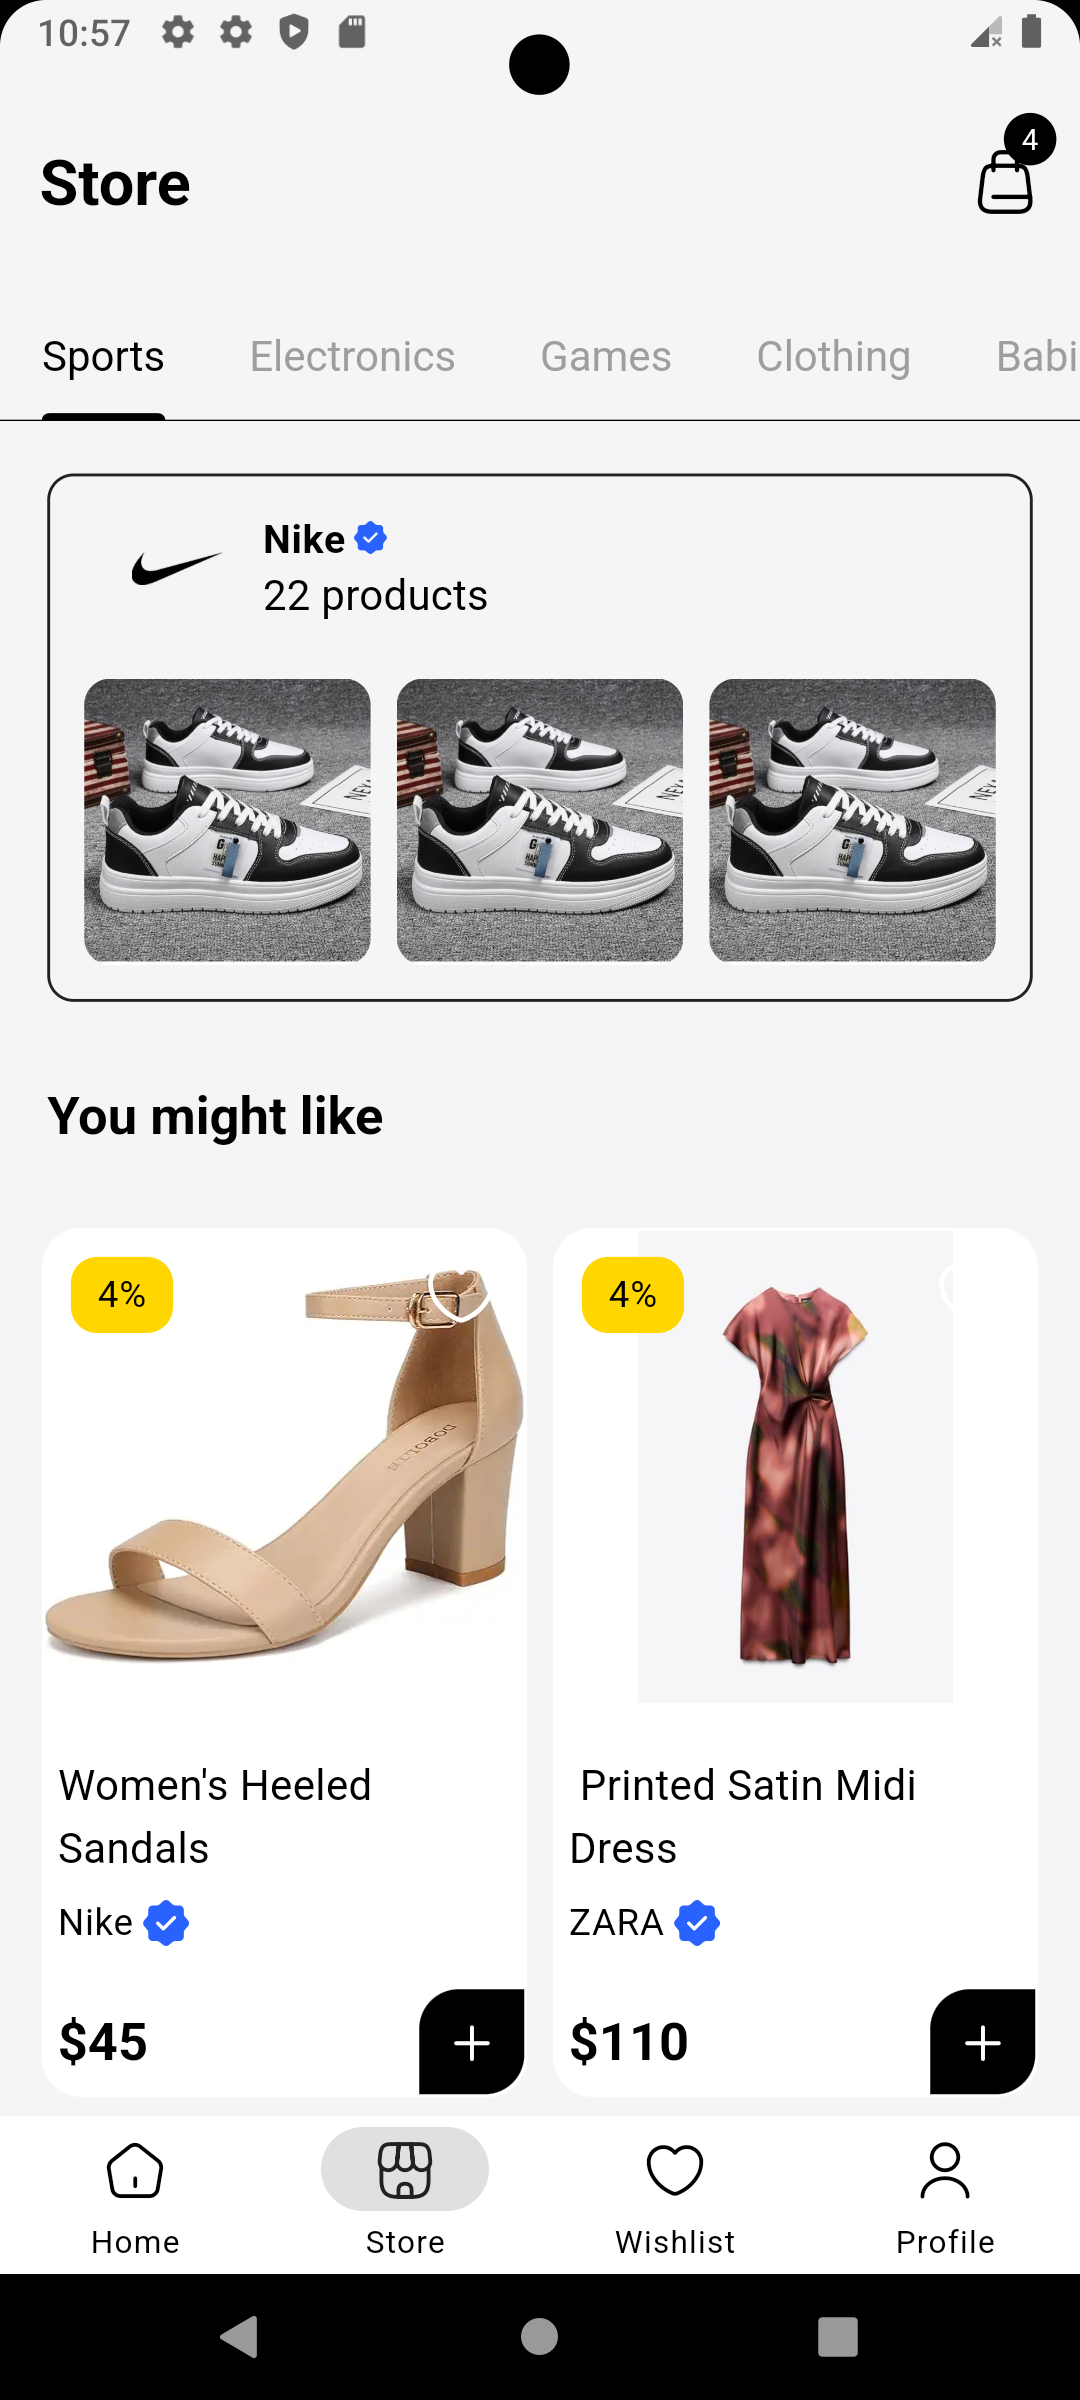 10:57
4
Store
Sports Electronics Games Clothing Babi
Nike
22 products
You might like
4%
4%
DOBOLIN
Women's Heeled
Sandals
Nike
$45
Printed Satin Midi
Dress
ZARA
$110
Home Store Wishlist Profile